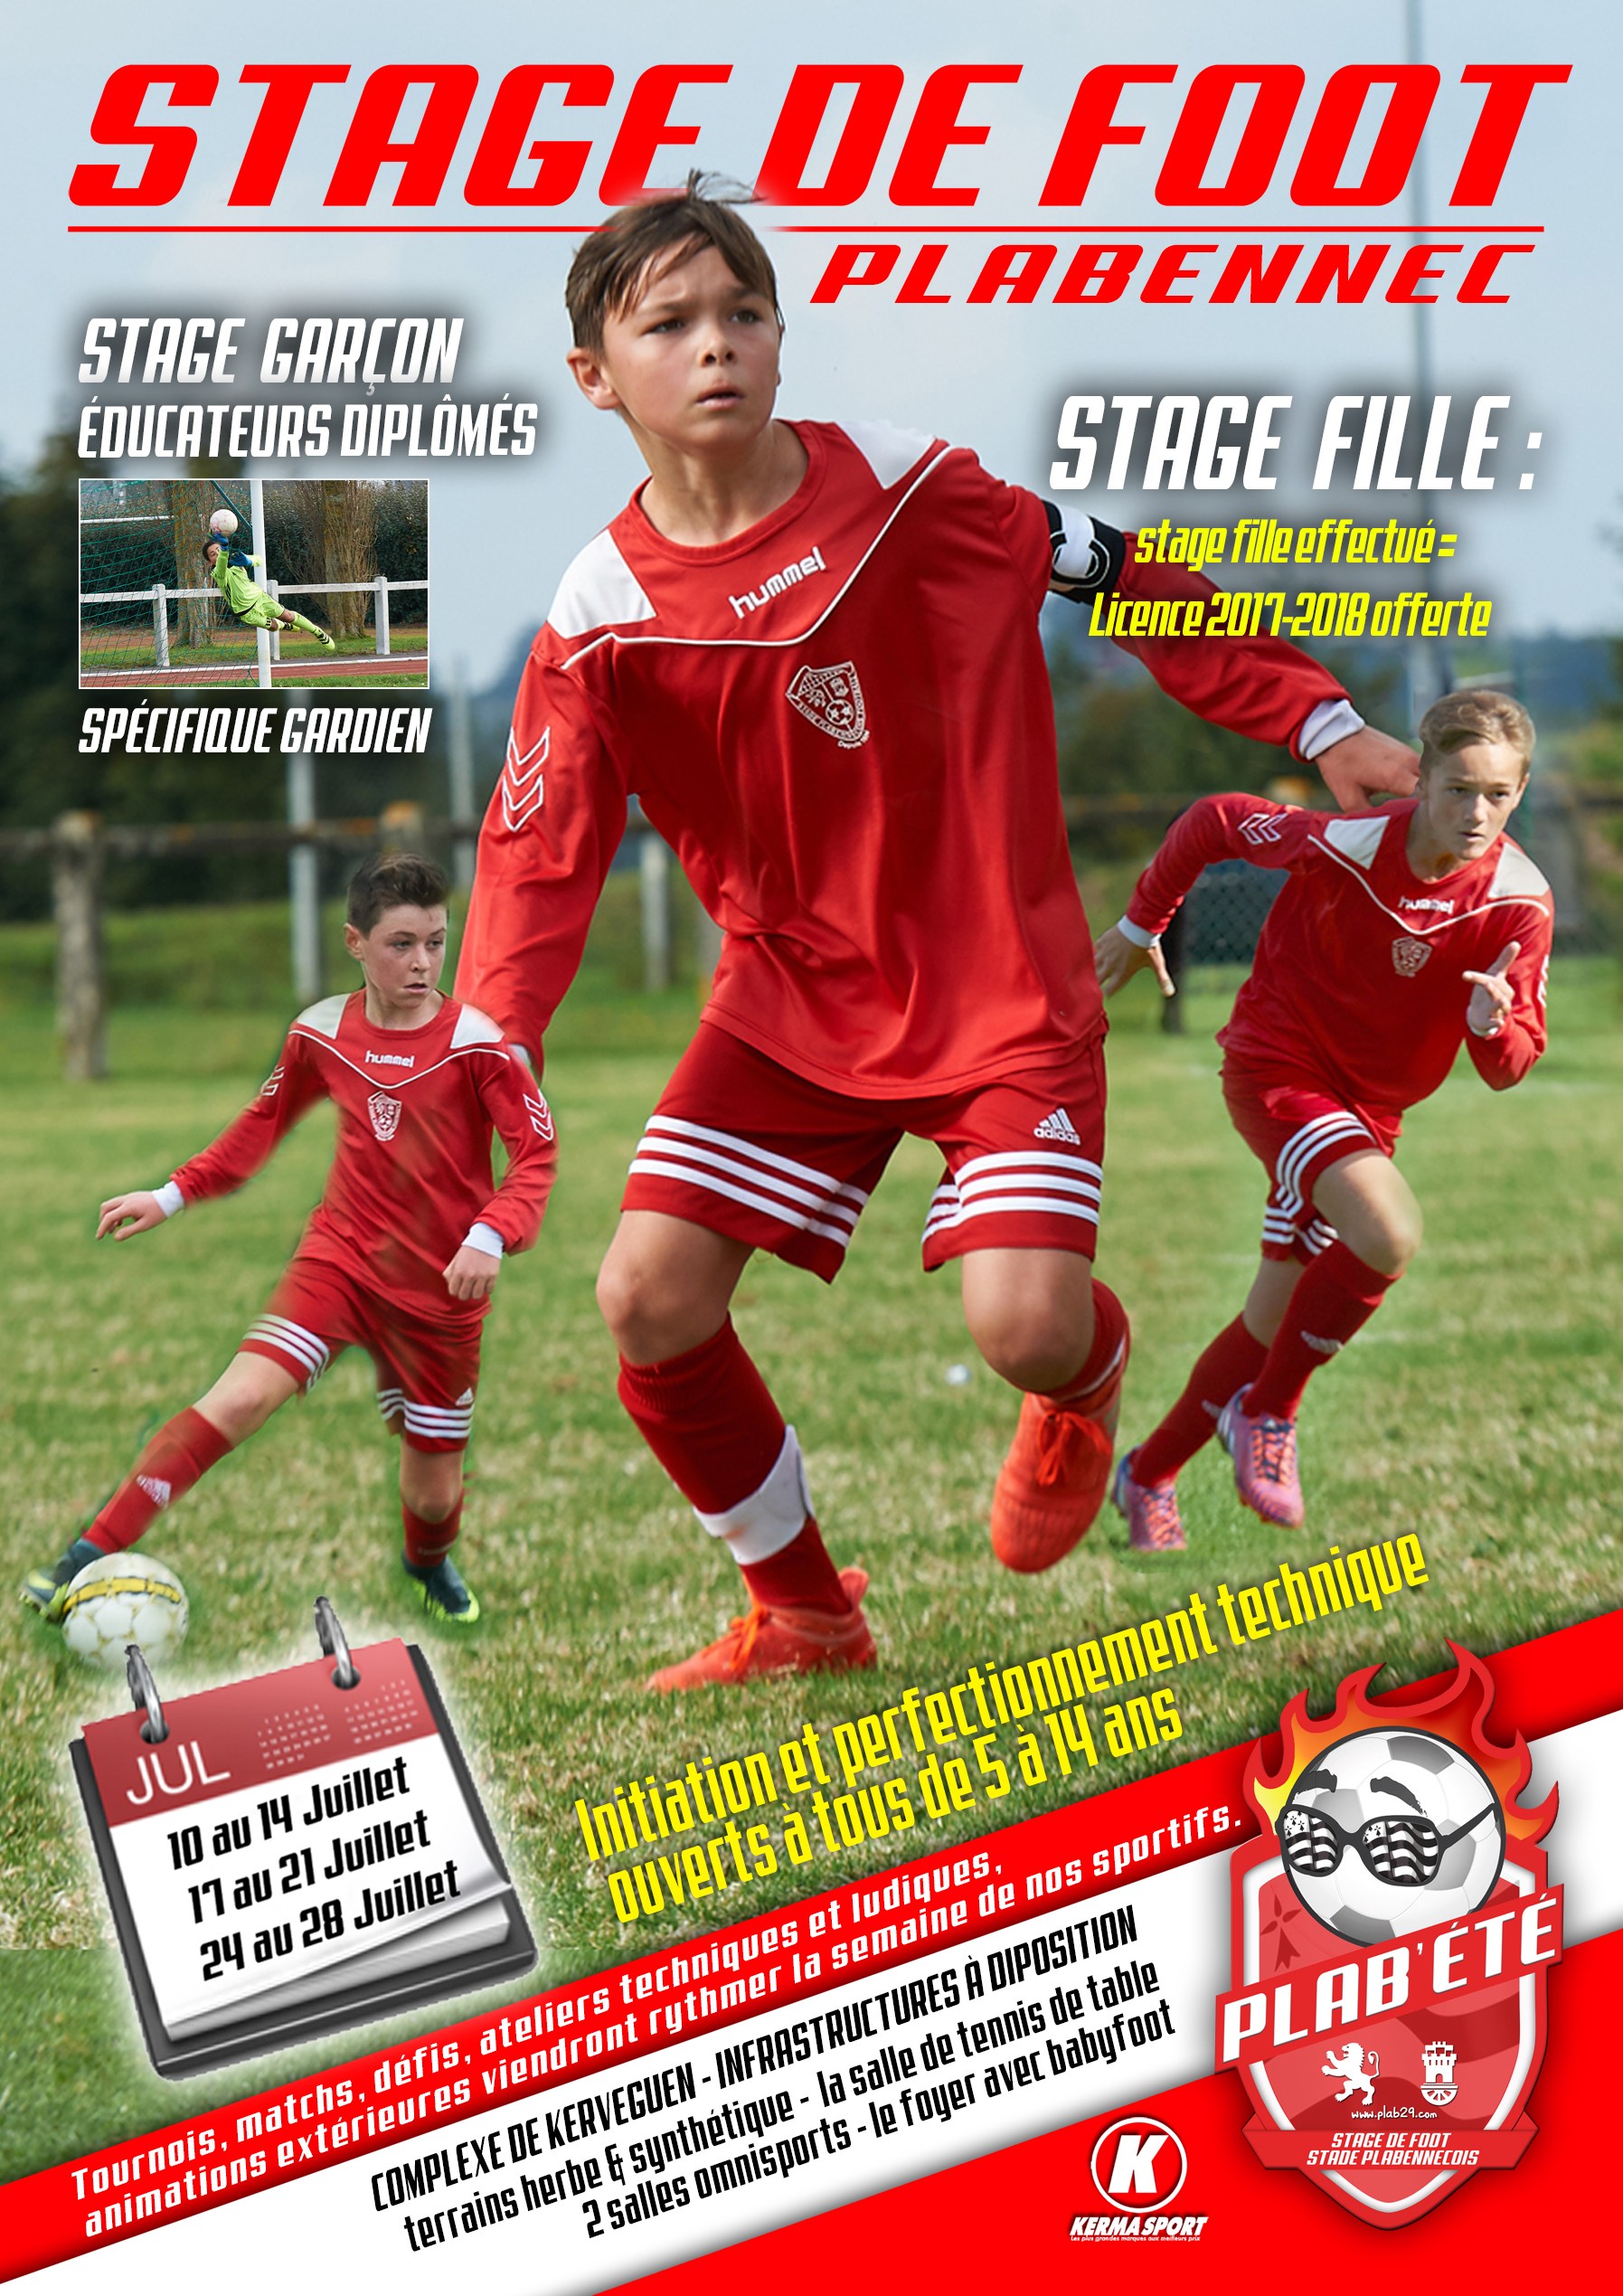 STAGE DE FOOT
PLABENNEC
STAGE GARÇON
ÉDUCATEURS DIPLÔMÉS
SPÉCIFIQUE GARDIEN
STAGE FILLE :
stage fille effectué =
Licence 2017-2018 offerte
hummel
hummel
hummel
adidas
JUL
10 au 14 Juillet
17 au 21 Juillet
24 au 28 Juillet
Initiation et perfectionnement technique
ouverts à tous de 5 à 14 ans
Tournois, matchs, défis, ateliers techniques et ludiques,
animations extérieures viendront rythmer la semaine de nos sportifs.
COMPLEXE DE KERVEGUEN - INFRASTRUCTURES À DIPOSITION
terrains herbe & synthétique - la salle de tennis de table
2 salles omnisports - le foyer avec babyfoot
PLAB'ÉTÉ
www.plab29.com
STAGE DE FOOT
STADE PLABENNECOIS
K
KERMA SPORT
Les plus grandes marques aux meilleurs prix